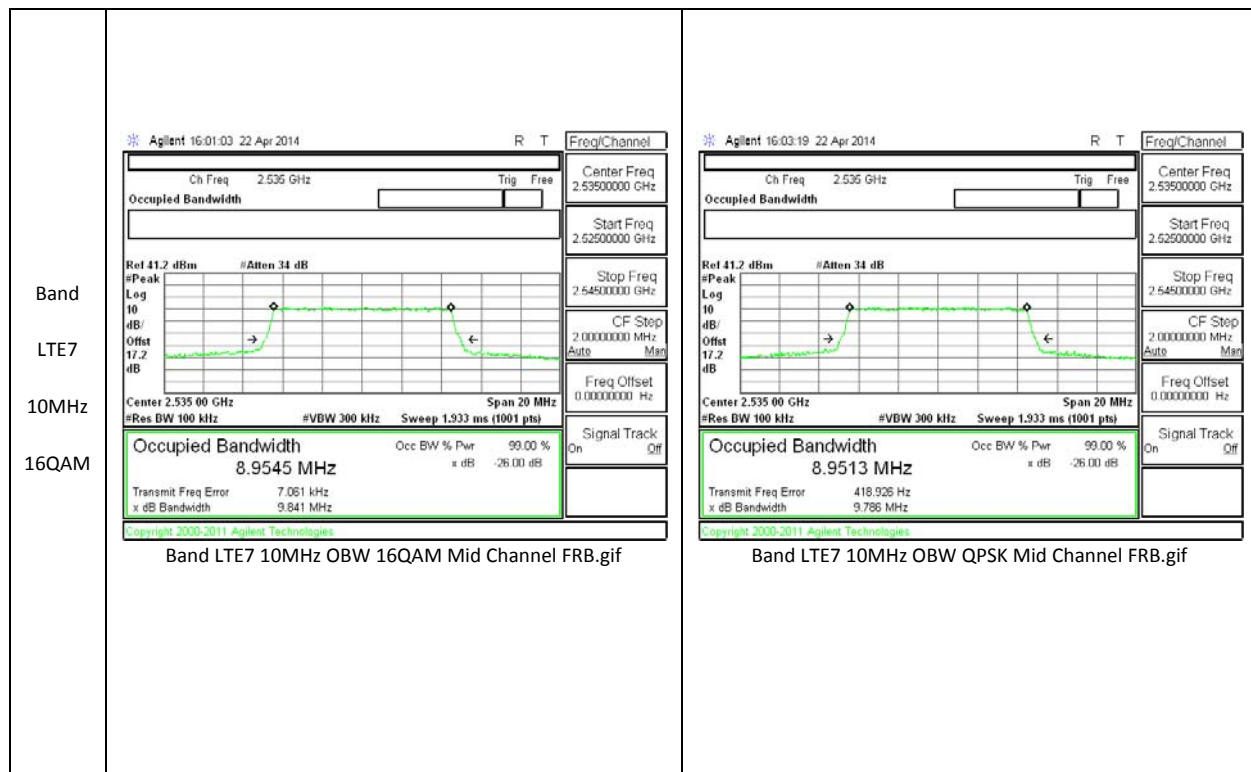 Band
LTE7
10MHz
16QAM
Agilent 16:01:03 22 Apr 2014 R T
Ch Freq 2.535 GHz Trig Free
Occupied Bandwidth
Ref 41.2 dBm #Atten 34 dB
#Peak
Log
10
dB/
Offst
17.2
dB
Center 2.535 00 GHz Span 20 MHz
#Res BW 100 kHz #VBW 300 kHz Sweep 1.933 ms (1001 pts)
Occupied Bandwidth Occ BW % Pwr 99.00 %
8.9545 MHz x dB -26.00 dB
Transmit Freq Error 7.061 kHz
x dB Bandwidth 9.841 MHz
Copyright 2000-2011 Agilent Technologies
Freq/Channel
Center Freq
2.53500000 GHz
Start Freq
2.52500000 GHz
Stop Freq
2.54500000 GHz
CF Step
2.00000000 MHz
Auto Man
Freq Offset
0.00000000 Hz
Signal Track
On Off
Band LTE7 10MHz OBW 16QAM Mid Channel FRB.gif
Agilent 16:03:19 22 Apr 2014 R T
Ch Freq 2.535 GHz Trig Free
Occupied Bandwidth
Ref 41.2 dBm #Atten 34 dB
#Peak
Log
10
dB/
Offst
17.2
dB
Center 2.535 00 GHz Span 20 MHz
#Res BW 100 kHz #VBW 300 kHz Sweep 1.933 ms (1001 pts)
Occupied Bandwidth Occ BW % Pwr 99.00 %
8.9513 MHz x dB -26.00 dB
Transmit Freq Error 418.926 Hz
x dB Bandwidth 9.786 MHz
Copyright 2000-2011 Agilent Technologies
Freq/Channel
Center Freq
2.53500000 GHz
Start Freq
2.52500000 GHz
Stop Freq
2.54500000 GHz
CF Step
2.00000000 MHz
Auto Man
Freq Offset
0.00000000 Hz
Signal Track
On Off
Band LTE7 10MHz OBW QPSK Mid Channel FRB.gif